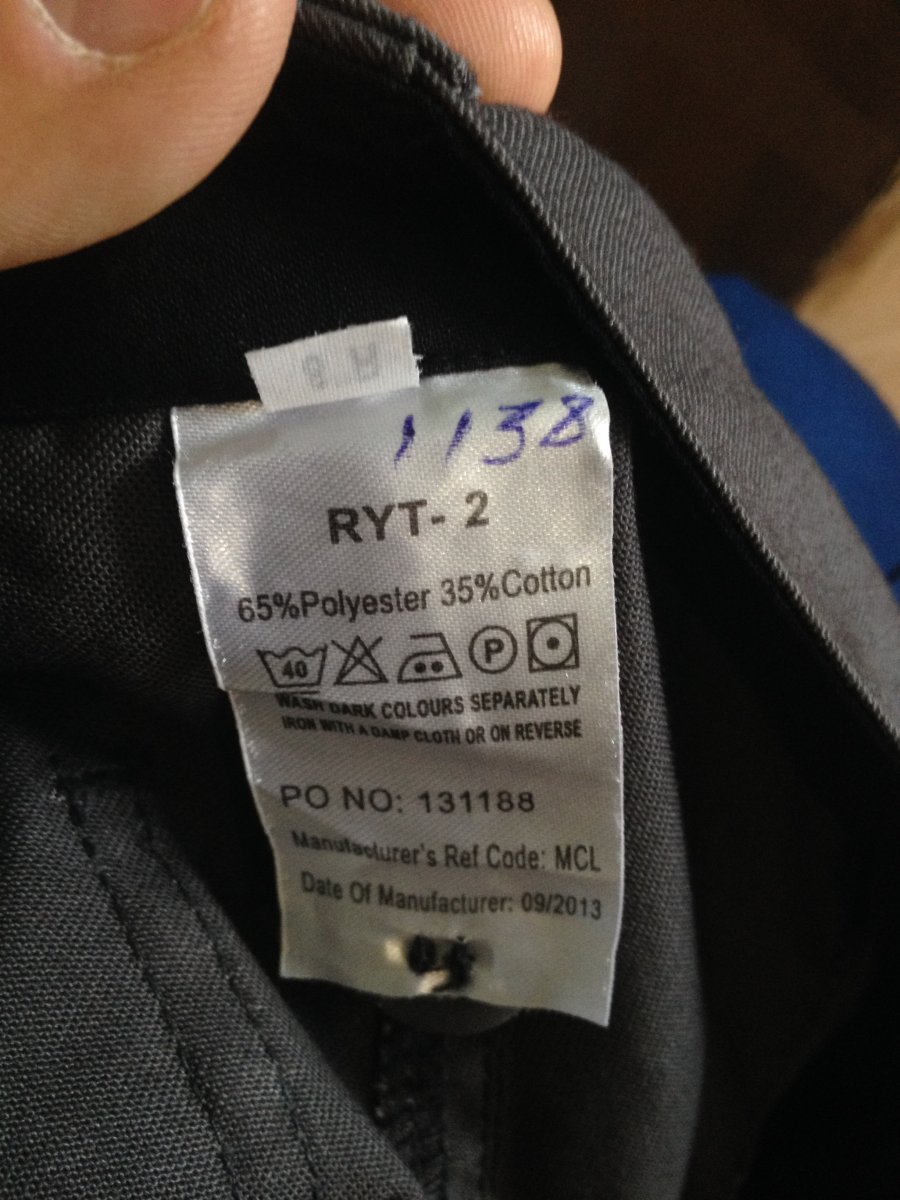 1138
RYT- 2
65%Polyester 35%Cotton
40 P
WASH DARK COLOURS SEPARATELY
IRON WITH A DAMP CLOTH OR ON REVERSE
PO NO: 131188
Manufacturer's Ref Code: MCL
Date Of Manufacturer: 09/2013